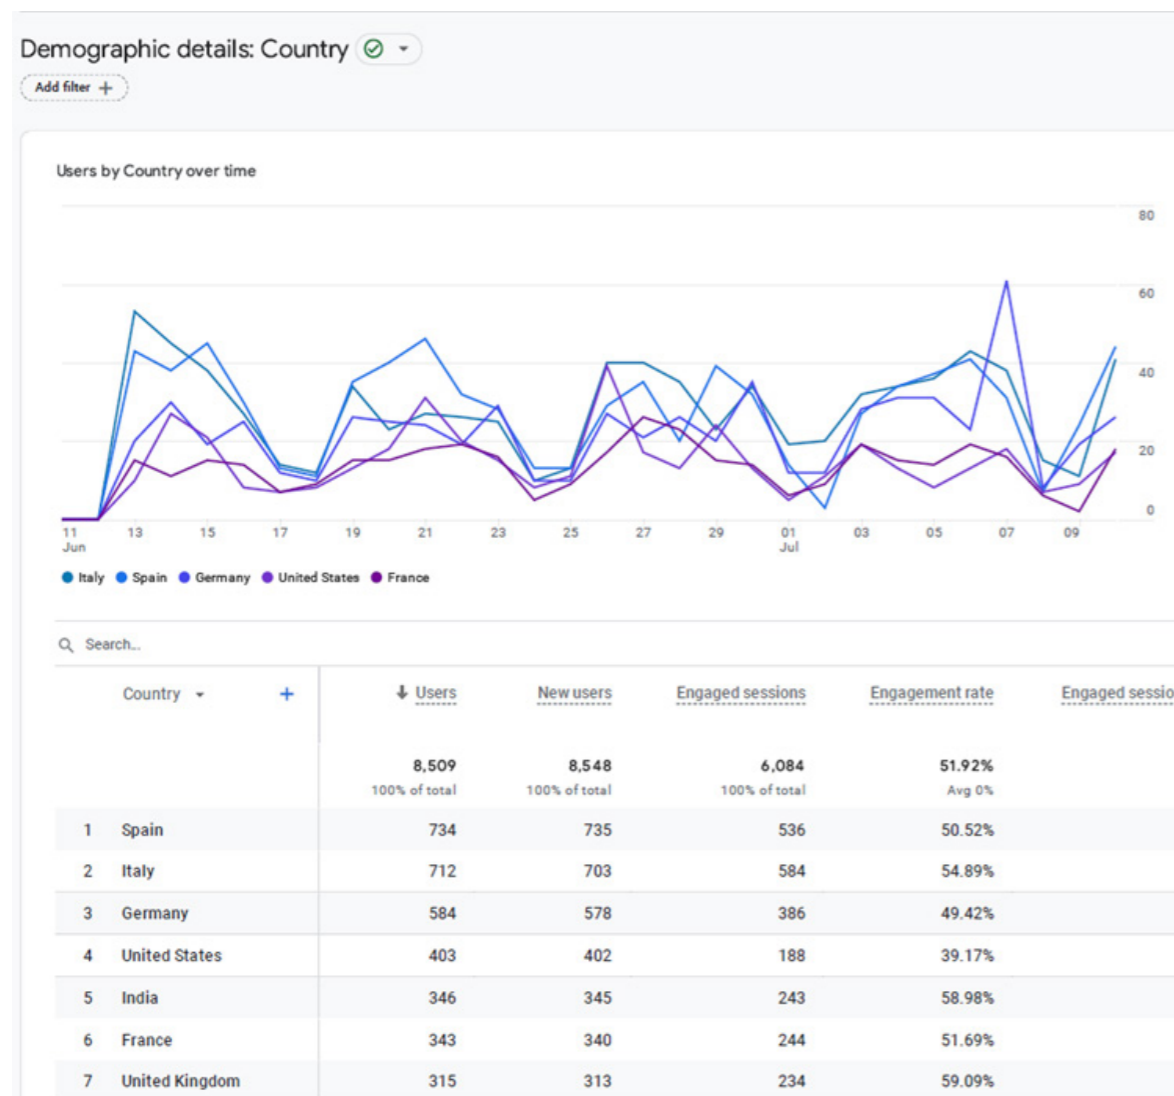 Demographic details: Country
Add filter +
Users by Country over time
80
60
40
20
0
11 13 15 17 19 21 23 25 27 29 01 03 05 07 09
Jun Jul
Italy Spain Germany United States France
Search...
Country + Users New users Engaged sessions Engagement rate Engaged sessio
8,509 8,548 6,084 51.92%
100% of total 100% of total 100% of total Avg 0%
1 Spain 734 735 536 50.52%
2 Italy 712 703 584 54.89%
3 Germany 584 578 386 49.42%
4 United States 403 402 188 39.17%
5 India 346 345 243 58.98%
6 France 343 340 244 51.69%
7 United Kingdom 315 313 234 59.09%